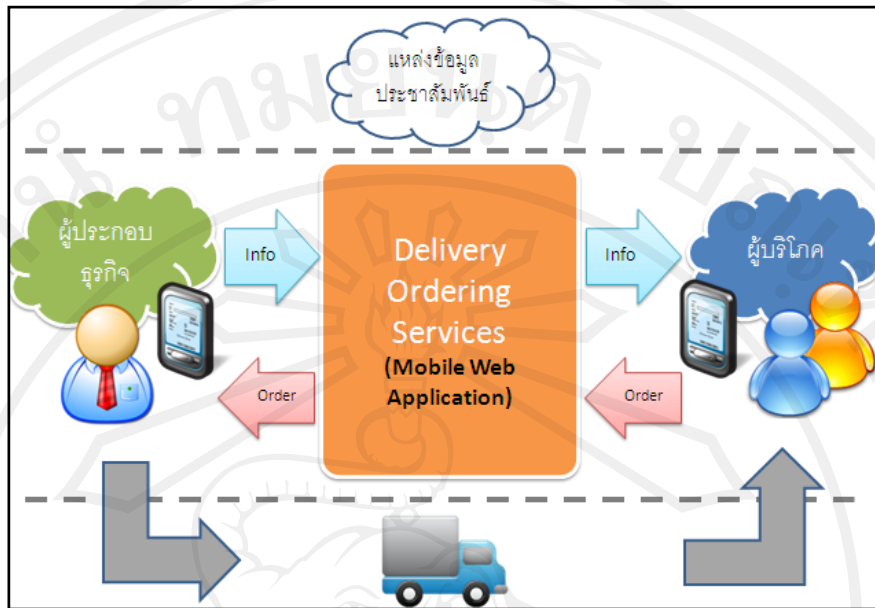 แหล่งข้อมูล
ประชาสัมพันธ์
ผู้ประกอบ
ธุรกิจ
Info
Order
Delivery
Ordering
Services
(Mobile Web
Application)
Info
Order
ผู้บริโภค